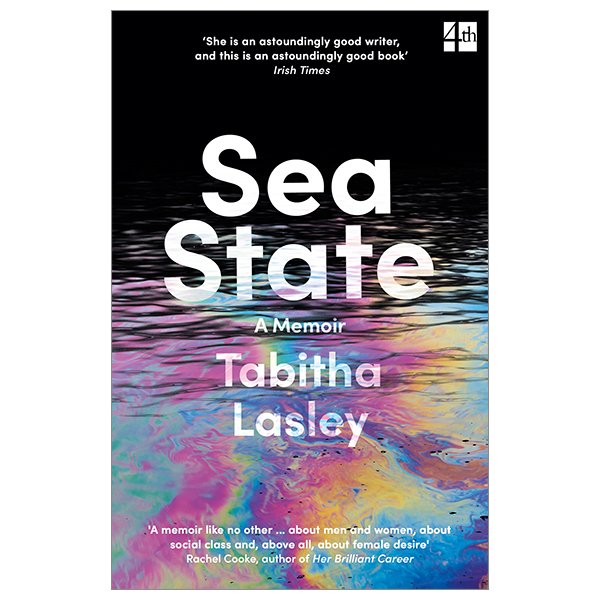 'She is an astoundingly good writer,
and this is an astoundingly good book'
Irish Times
4th
Sea
State
A Memoir
Tabitha
Lasley
'A memoir like no other ... about men and women, about
social class and, above all, about female desire'
Rachel Cooke, author of Her Brilliant Career